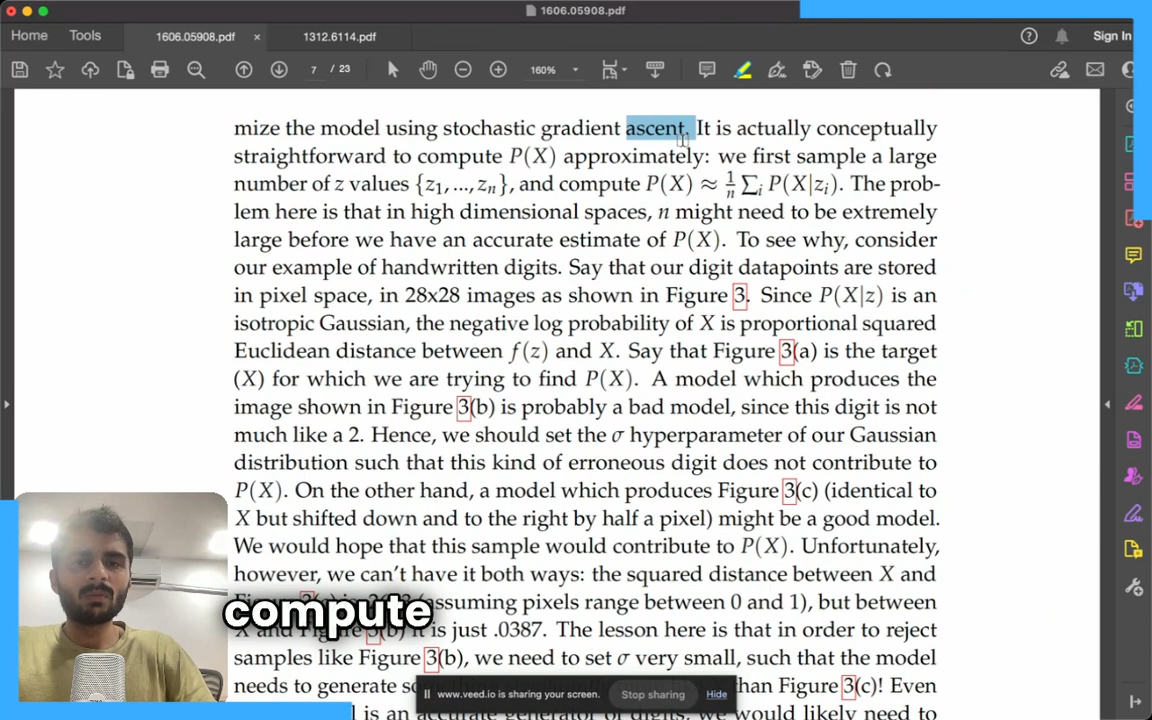 1606.05908.pdf
Home
Tools
1606.05908.pdf
×
1312.6114.pdf
Sign In
7 / 23
160%
mize the model using stochastic gradient ascent. It is actually conceptually
straightforward to compute P(X) approximately: we first sample a large
number of z values {z₁, ..., zₙ}, and compute P(X) ≈ 1/n ∑ᵢ P(X|zᵢ). The prob-
lem here is that in high dimensional spaces, n might need to be extremely
large before we have an accurate estimate of P(X). To see why, consider
our example of handwritten digits. Say that our digit datapoints are stored
in pixel space, in 28x28 images as shown in Figure 3. Since P(X|z) is an
isotropic Gaussian, the negative log probability of X is proportional squared
Euclidean distance between f(z) and X. Say that Figure 3(a) is the target
(X) for which we are trying to find P(X). A model which produces the
image shown in Figure 3(b) is probably a bad model, since this digit is not
much like a 2. Hence, we should set the σ hyperparameter of our Gaussian
distribution such that this kind of erroneous digit does not contribute to
P(X). On the other hand, a model which produces Figure 3(c) (identical to
X but shifted down and to the right by half a pixel) might be a good model.
We would hope that this sample would contribute to P(X). Unfortunately,
however, we can't have it both ways: the squared distance between X and
(assuming pixels range between 0 and 1), but between
compute
X and Figure 3(b) it is just .0387. The lesson here is that in order to reject
samples like Figure 3(b), we need to set σ very small, such that the model
needs to generate than Figure 3(c)! Even
www.veed.io is sharing your screen.
Stop sharing
Hide
is an accurate generator of digits, we would likely need to